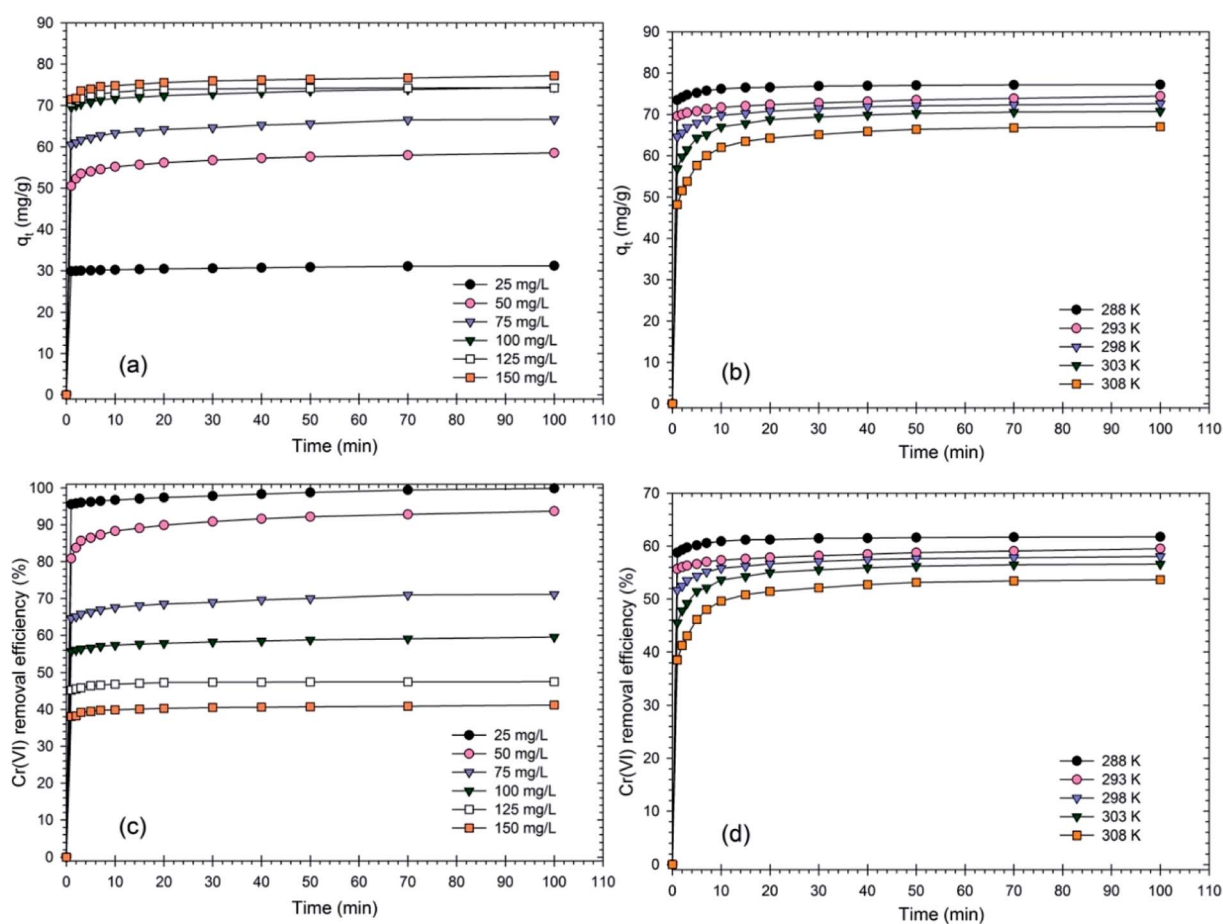 90
80
70
60
50
40
30
20
10
0
qt (mg/g)
25 mg/L
50 mg/L
75 mg/L
100 mg/L
125 mg/L
150 mg/L
(a)
0 10 20 30 40 50 60 70 80 90 100 110
Time (min)
90
80
70
60
50
40
30
20
10
0
qt (mg/g)
288 K
293 K
298 K
303 K
308 K
(b)
0 10 20 30 40 50 60 70 80 90 100 110
Time (min)
100
90
80
70
60
50
40
30
20
10
0
Cr(VI) removal efficiency (%)
25 mg/L
50 mg/L
75 mg/L
100 mg/L
125 mg/L
150 mg/L
(c)
0 10 20 30 40 50 60 70 80 90 100 110
Time (min)
70
60
50
40
30
20
10
0
Cr(VI) removal efficiency (%)
288 K
293 K
298 K
303 K
308 K
(d)
0 10 20 30 40 50 60 70 80 90 100 110
Time (min)